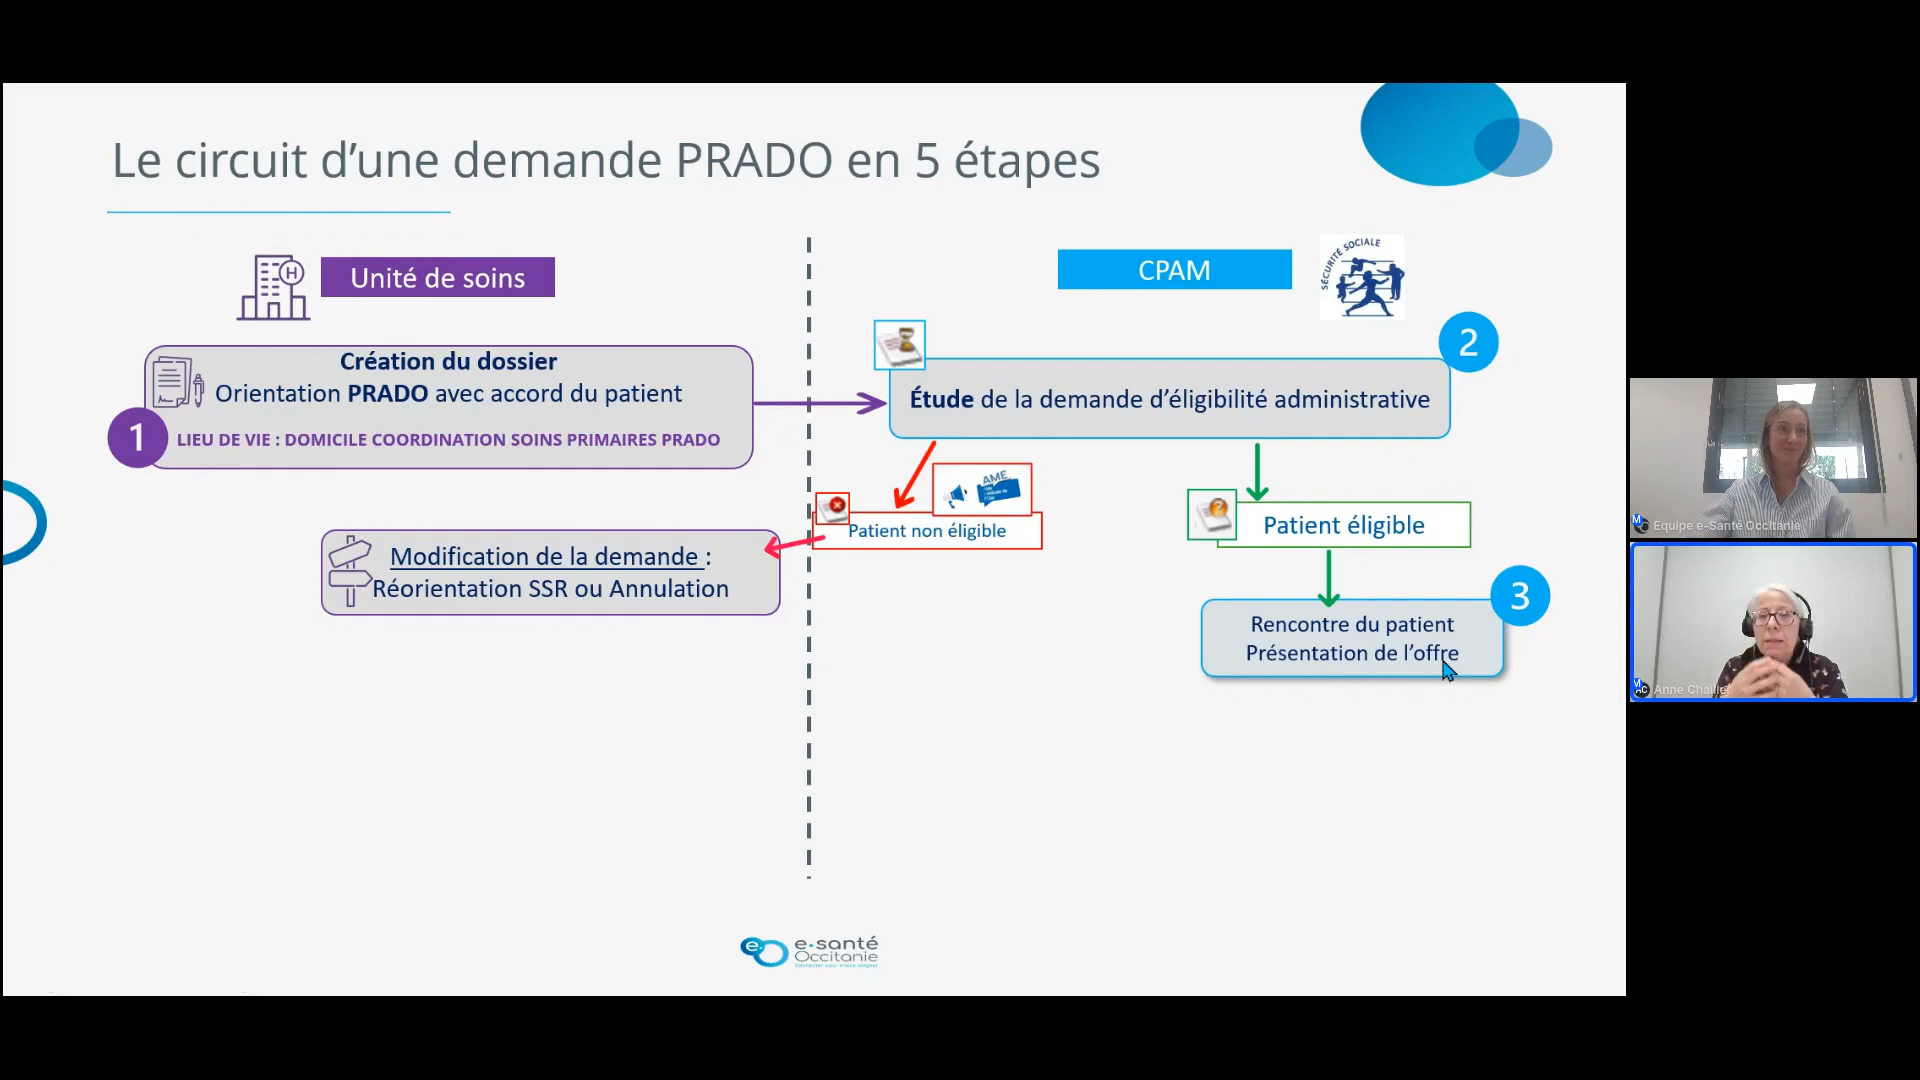 Le circuit d’une demande PRADO en 5 étapes
H
Unité de soins
CPAM
SÉCURITÉ SOCIALE
Création du dossier
Orientation PRADO avec accord du patient
1
LIEU DE VIE : DOMICILE COORDINATION SOINS PRIMAIRES PRADO
2
Étude de la demande d’éligibilité administrative
AME
Patient non éligible
Patient éligible
Modification de la demande :
Réorientation SSR ou Annulation
3
Rencontre du patient
Présentation de l’offre
e-santé
Occitanie
Equipe e-Santé Occitanie
Anne